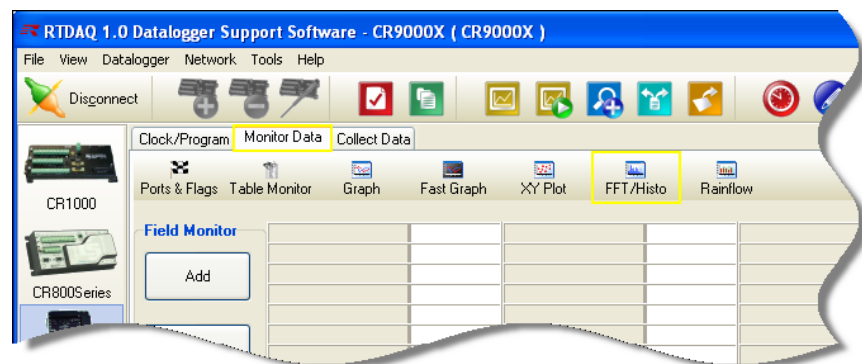 RTDAQ 1.0 Datalogger Support Software - CR9000X ( CR9000X )
File View Datalogger Network Tools Help
Disconnect
Clock/Program Monitor Data Collect Data
Ports & Flags Table Monitor Graph Fast Graph XY Plot FFT/Histo Rainflow
CR1000
Field Monitor
Add
CR800Series